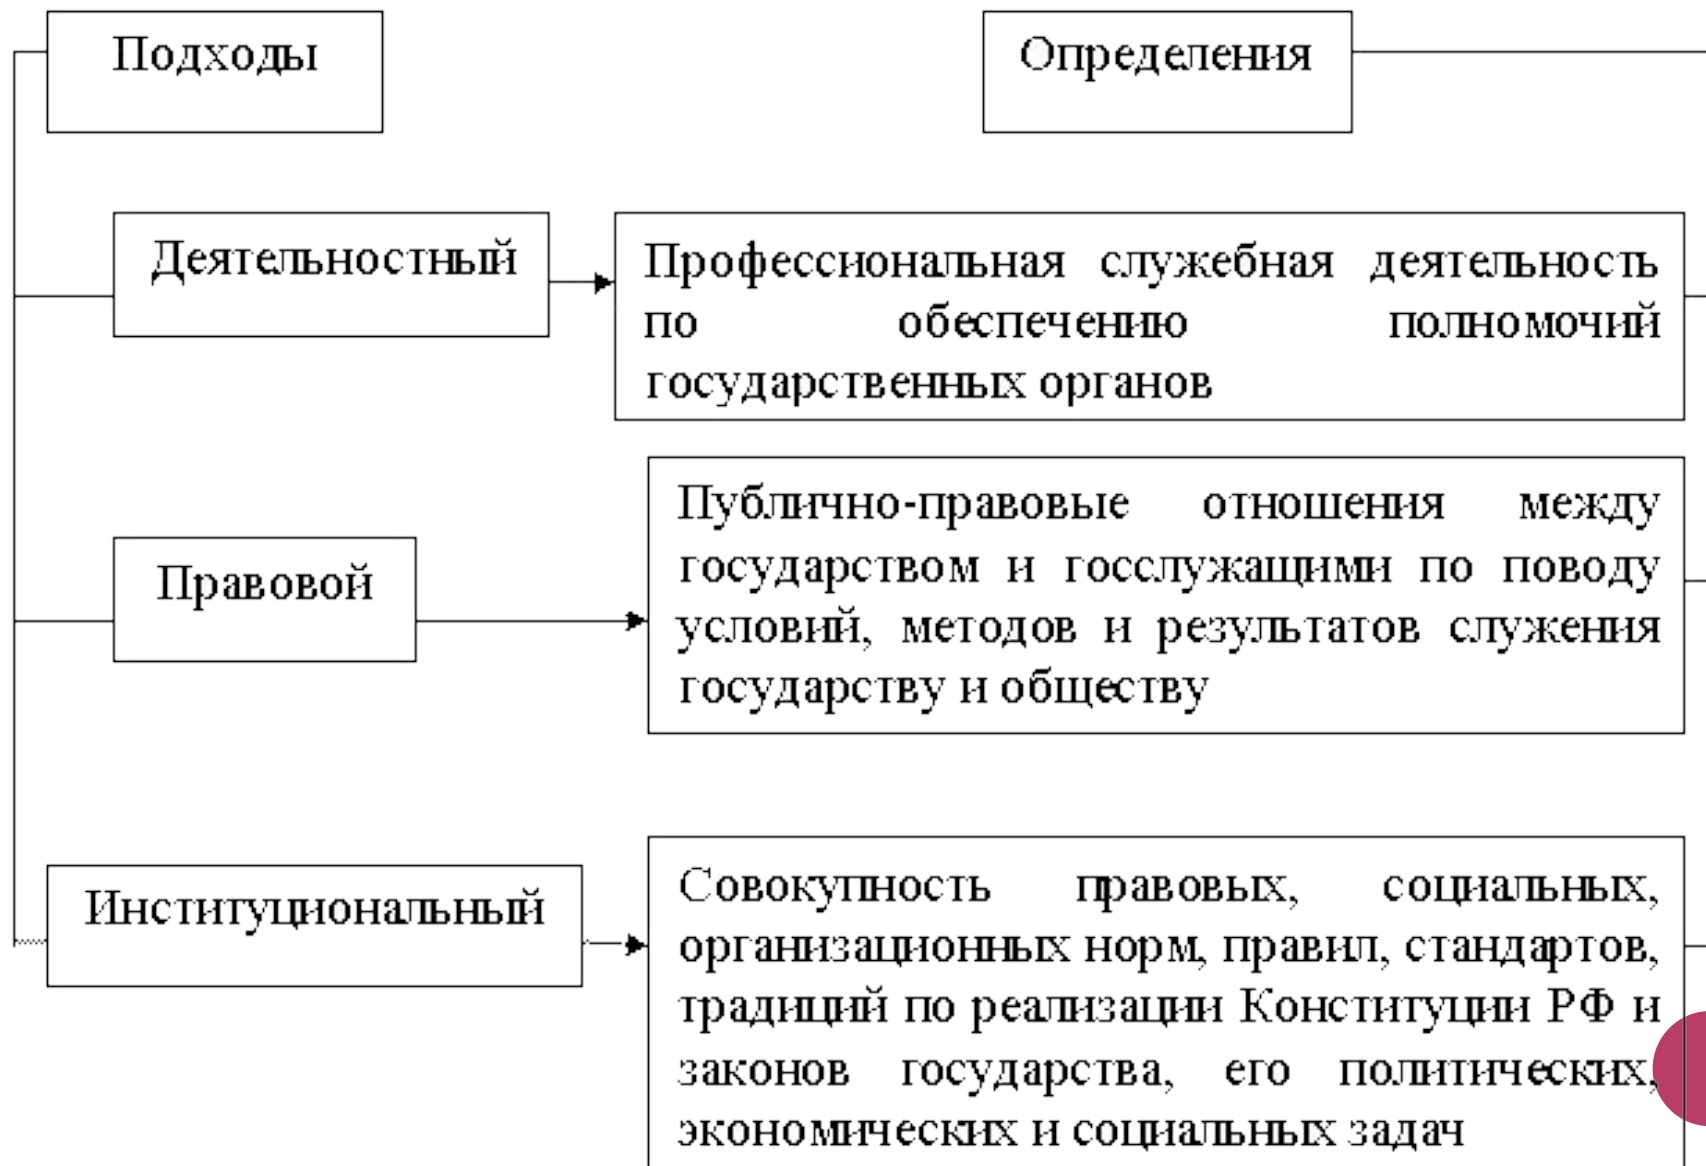 Подходы
Определения
Деятельностный
Профессиональная служебная деятельность
по обеспечению полномочий
государственных органов
Правовой
Публично-правовые отношения между
государством и госслужащими по поводу
условий, методов и результатов служения
государству и обществу
Институциональный
Совокупность правовых, социальных,
организационных норм, правил, стандартов,
традиций по реализации Конституции РФ и
законов государства, его политических,
экономических и социальных задач